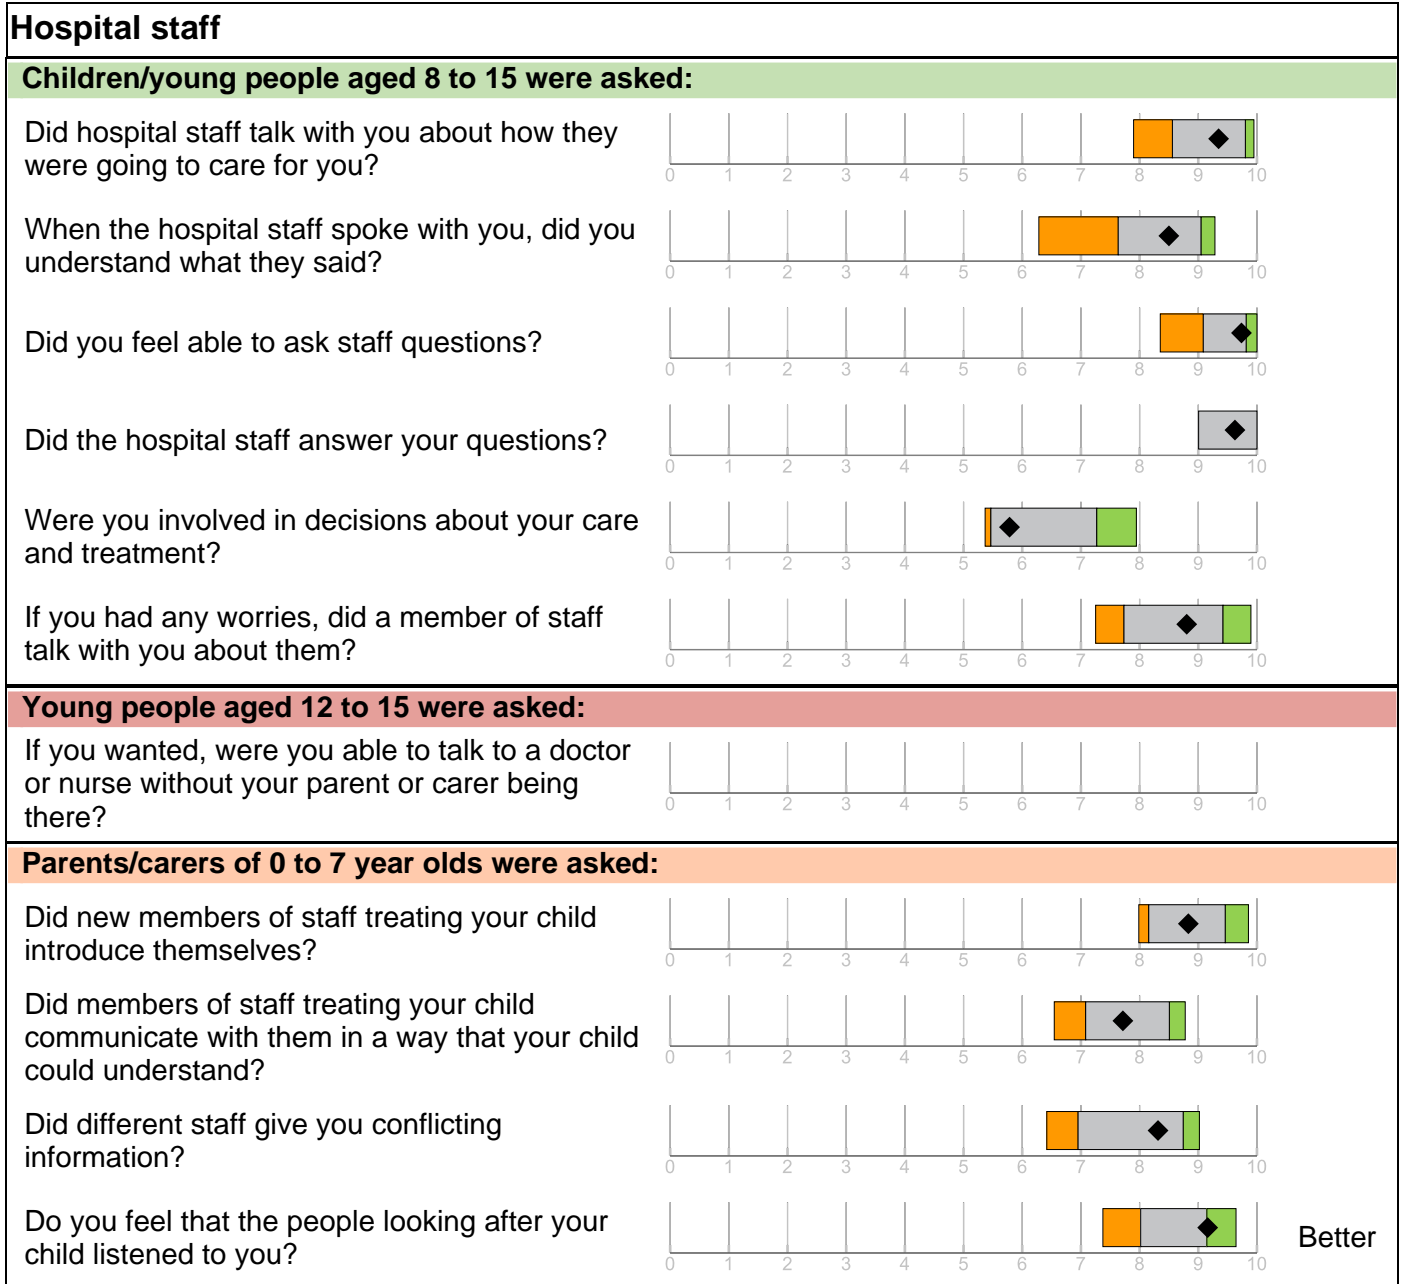 Hospital staff
Children/young people aged 8 to 15 were asked:
Did hospital staff talk with you about how they
were going to care for you?
0 1 2 3 4 5 6 7 8 9 10
When the hospital staff spoke with you, did you
understand what they said?
0 1 2 3 4 5 6 7 8 9 10
Did you feel able to ask staff questions?
0 1 2 3 4 5 6 7 8 9 10
Did the hospital staff answer your questions?
0 1 2 3 4 5 6 7 8 9 10
Were you involved in decisions about your care
and treatment?
0 1 2 3 4 5 6 7 8 9 10
If you had any worries, did a member of staff
talk with you about them?
0 1 2 3 4 5 6 7 8 9 10
Young people aged 12 to 15 were asked:
If you wanted, were you able to talk to a doctor
or nurse without your parent or carer being
there?
0 1 2 3 4 5 6 7 8 9 10
Parents/carers of 0 to 7 year olds were asked:
Did new members of staff treating your child
introduce themselves?
0 1 2 3 4 5 6 7 8 9 10
Did members of staff treating your child
communicate with them in a way that your child
could understand?
0 1 2 3 4 5 6 7 8 9 10
Did different staff give you conflicting
information?
0 1 2 3 4 5 6 7 8 9 10
Do you feel that the people looking after your
child listened to you?
0 1 2 3 4 5 6 7 8 9 10
Better